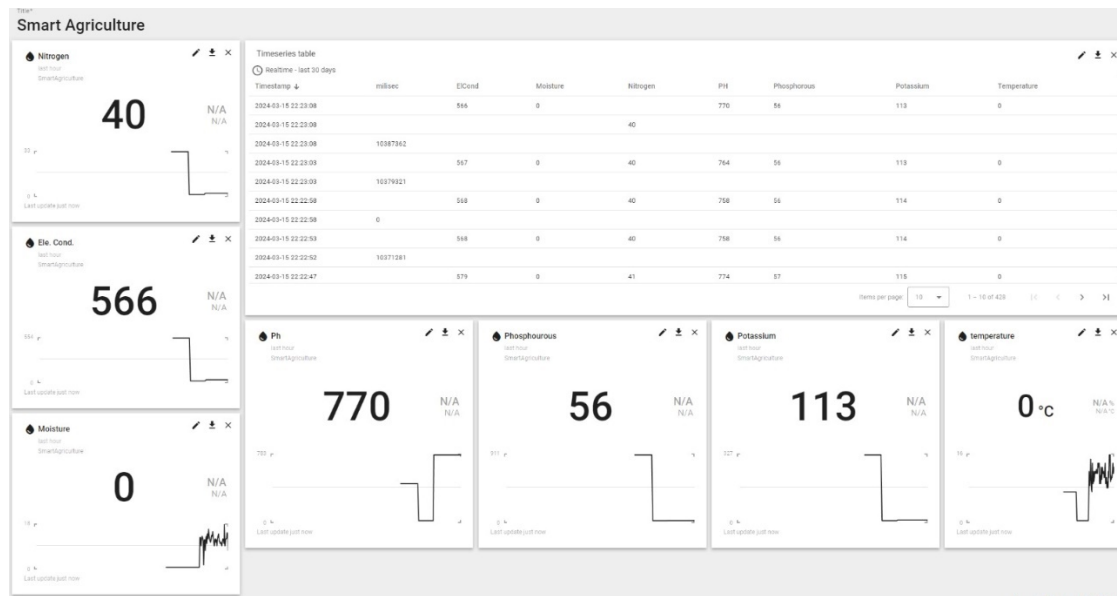 Title*
Smart Agriculture
Nitrogen
last hour
SmartAgriculture
40
N/A
N/A
0
Last update just now
Timeseries table
Realtime - last 30 days
Timestamp milisec ElCond Moisture Nitrogen PH Phosphorous Potassium Temperature
2024-03-15 22:23:08 566 0 770 56 113 0
2024-03-15 22:23:08 40
2024-03-15 22:23:08 10387362
2024-03-15 22:23:03 567 0 40 764 56 113 0
2024-03-15 22:23:03 10379321
2024-03-15 22:22:58 568 0 40 758 56 114 0
2024-03-15 22:22:58 0
2024-03-15 22:22:53 568 0 40 758 56 114 0
2024-03-15 22:22:52 10371281
2024-03-15 22:22:47 579 0 41 774 57 115 0
Items per page: 10 1 – 10 of 428
Ele. Cond.
last hour
SmartAgriculture
566
N/A
N/A
0
Last update just now
Moisture
last hour
SmartAgriculture
0
N/A
N/A
0
Last update just now
Ph
last hour
SmartAgriculture
770
N/A
N/A
0
Last update just now
Phosphourous
last hour
SmartAgriculture
56
N/A
N/A
0
Last update just now
Potassium
last hour
SmartAgriculture
113
N/A
N/A
0
Last update just now
temperature
last hour
SmartAgriculture
0 °C
N/A %
N/A °C
0
Last update just now